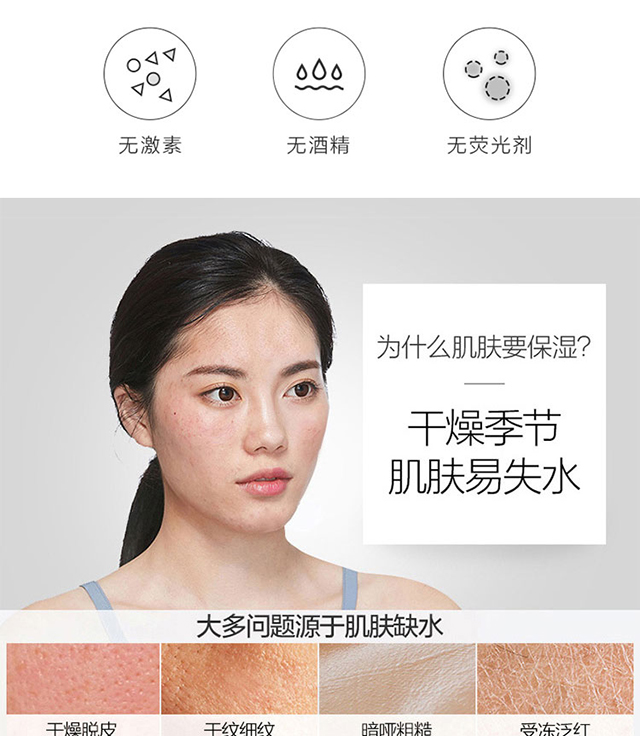 无激素
无酒精
无荧光剂
为什么肌肤要保湿?
干燥季节
肌肤易失水
大多问题源于肌肤缺水
干燥脱皮
干纹细纹
暗哑粗糙
受冻泛红